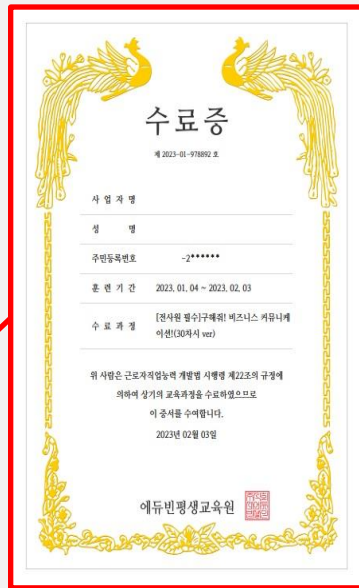 수료증
제 2023-01-978892 호
사 업 자 명
성 명
주민등록번호 -2******
훈 련 기 간 2023. 01. 04 ~ 2023. 02. 03
수 료 과 정 [전사원 필수]구해줘! 비즈니스 커뮤니케
이션!(30차시 ver)
위 사람은 근로자직업능력 개발법 시행령 제22조의 규정에
의하여 상기의 교육과정을 수료하였으므로
이 증서를 수여합니다.
2023년 02월 03일
에듀빈평생교육원